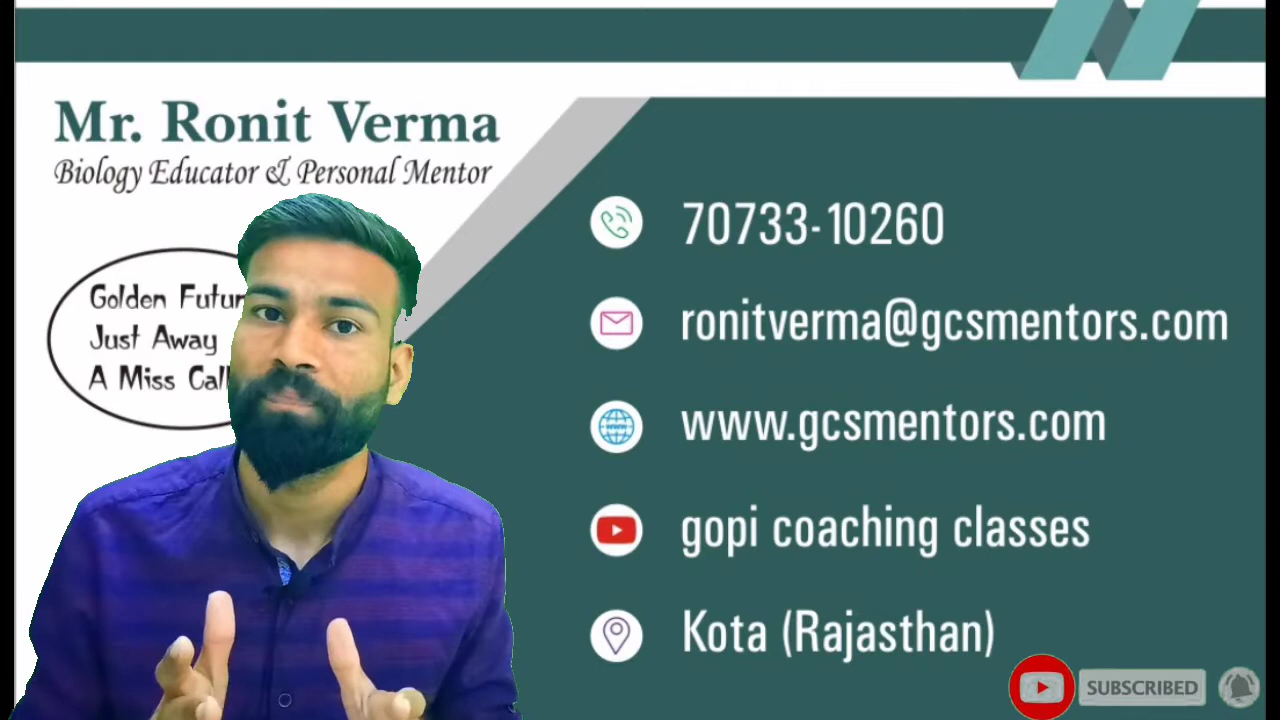 Mr. Ronit Verma
Biology Educator & Personal Mentor
Golden Futur
Just Away
A Miss Call
70733-10260
ronitverma@gcsmentors.com
www.gcsmentors.com
gopi coaching classes
Kota (Rajasthan)
SUBSCRIBED